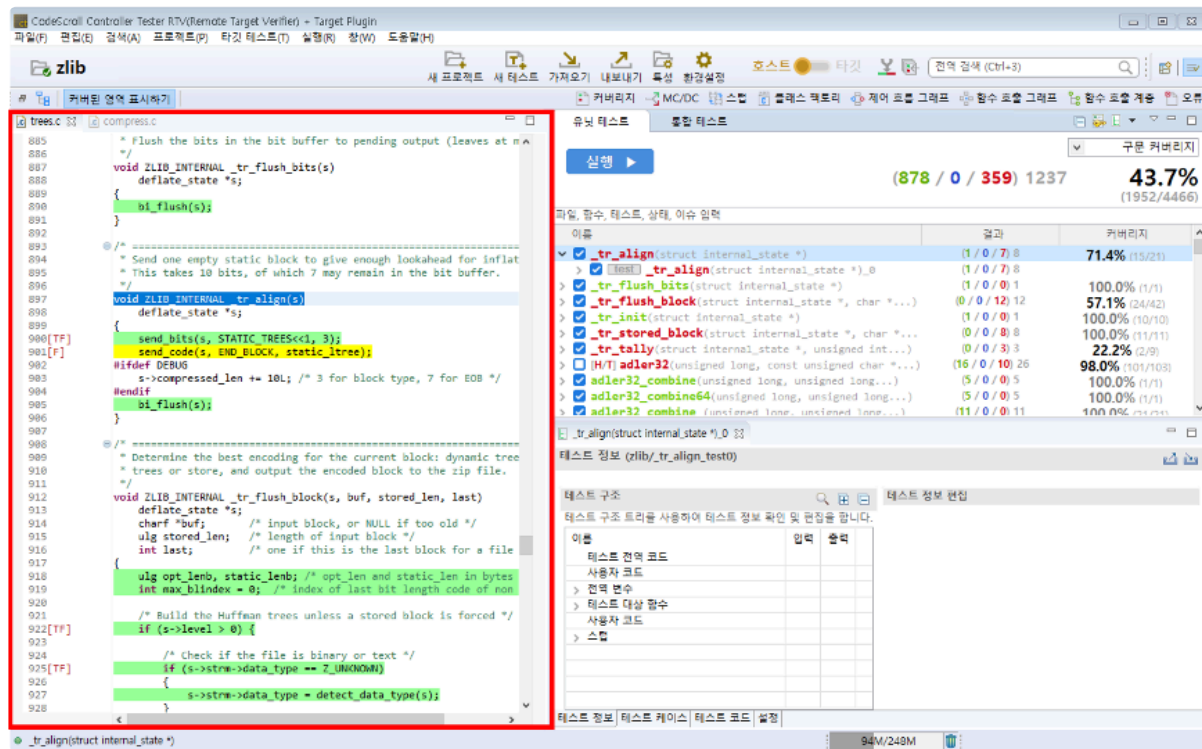 CodeScroll Controller Tester RTV(Remote Target Verifier) + Target Plugin
파일(F) 편집(E) 검색(A) 프로젝트(P) 타깃 테스트(T) 실행(R) 창(W) 도움말(H)
zlib
새 프로젝트 새 테스트 가져오기 내보내기 특성 환경설정
호스트 타깃
전역 검색 (Ctrl+3)
커버된 영역 표시하기
커버리지 MC/DC 스텁 클래스 팩토리 제어 흐름 그래프 함수 호출 그래프 함수 호출 계층 오류
trees.c compress.c
885 * Flush the bits in the bit buffer to pending output (leaves at m
886 */
887 void ZLIB_INTERNAL _tr_flush_bits(s)
888 deflate_state *s;
889 {
890 bi_flush(s);
891 }
892
893 /* ================================================
894 * Send one empty static block to give enough lookahead for inflat
895 * This takes 10 bits, of which 7 may remain in the bit buffer.
896 */
897 void ZLIB_INTERNAL _tr_align(s)
898 deflate_state *s;
899 {
900[TF] send_bits(s, STATIC_TREES<<1, 3);
901[F] send_code(s, END_BLOCK, static_ltree);
902 #ifdef DEBUG
903 s->compressed_len += 10L; /* 3 for block type, 7 for EOB */
904 #endif
905 bi_flush(s);
906 }
907
908 /* ================================================
909 * Determine the best encoding for the current block: dynamic tree
910 * trees or store, and output the encoded block to the zip file.
911 */
912 void ZLIB_INTERNAL _tr_flush_block(s, buf, stored_len, last)
913 deflate_state *s;
914 charf *buf; /* input block, or NULL if too old */
915 ulg stored_len; /* length of input block */
916 int last; /* one if this is the last block for a file
917 {
918 ulg opt_lenb, static_lenb; /* opt_len and static_len in bytes
919 int max_blindex = 0; /* index of last bit length code of non
920
921 /* Build the Huffman trees unless a stored block is forced */
922[TF] if (s->level > 0) {
923
924 /* Check if the file is binary or text */
925[TF] if (s->strm->data_type == Z_UNKNOWN)
926 {
927 s->strm->data_type = detect_data_type(s);
928 }
유닛 테스트 통합 테스트
실행
구문 커버리지
(878 / 0 / 359) 1237
43.7%
(1952/4466)
파일, 함수, 테스트, 상태, 이슈 입력
이름 결과 커버리지
_tr_align(struct internal_state *) (1 / 0 / 7) 8 71.4% (15/21)
test _tr_align(struct internal_state *)_0 (1 / 0 / 7) 8
_tr_flush_bits(struct internal_state *) (1 / 0 / 0) 1 100.0% (1/1)
_tr_flush_block(struct internal_state *, char *...) (0 / 0 / 12) 12 57.1% (24/42)
_tr_init(struct internal_state *) (1 / 0 / 0) 1 100.0% (10/10)
_tr_stored_block(struct internal_state *, char *... (0 / 0 / 8) 8 100.0% (11/11)
_tr_tally(struct internal_state *, unsigned int...) (0 / 0 / 3) 3 22.2% (2/9)
[H/T] adler32(unsigned long, const unsigned char *,...) (16 / 0 / 10) 26 98.0% (101/103)
adler32_combine(unsigned long, unsigned long...) (5 / 0 / 0) 5 100.0% (1/1)
adler32_combine64(unsigned long, unsigned long...) (5 / 0 / 0) 5 100.0% (1/1)
adler32_combine_(unsigned long, unsigned long...) (11 / 0 / 0) 11 100.0% (21/21)
_tr_align(struct internal_state *)_0
테스트 정보 (zlib/_tr_align_test0)
테스트 구조
테스트 정보 편집
테스트 구조 트리를 사용하여 테스트 정보 확인 및 편집을 합니다.
이름 입력 출력
테스트 전역 코드
사용자 코드
전역 변수
테스트 대상 함수
사용자 코드
스텁
테스트 정보 테스트 케이스 테스트 코드 설정
_tr_align(struct internal_state *)
94M/248M